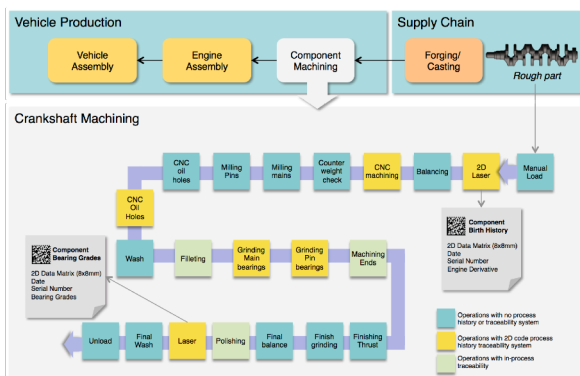 Vehicle Production
Supply Chain
Vehicle
Assembly
Engine
Assembly
Component
Machining
Forging/
Casting
Rough part
Crankshaft Machining
CNC
oil
holes
Milling
Pins
Milling
mains
Counter
weight
check
CNC
machining
Balancing
2D
Laser
Manual
Load
CNC
Oil
Holes
Component
Birth History
2D Data Matrix (8x8mm)
Date
Serial Number
Engine Derivative
Component
Bearing Grades
2D Data Matrix (8x8mm)
Date
Serial Number
Bearing Grades
Wash
Filleting
Grinding
Main
bearings
Grinding
Pin
bearings
Machining
Ends
Unload
Final
Wash
Laser
Polishing
Final
balance
Finish
grinding
Finishing
Thrust
Operations with no process
history or traceability system
Operations with 2D code process
history traceability system
Operations with in-process
traceability